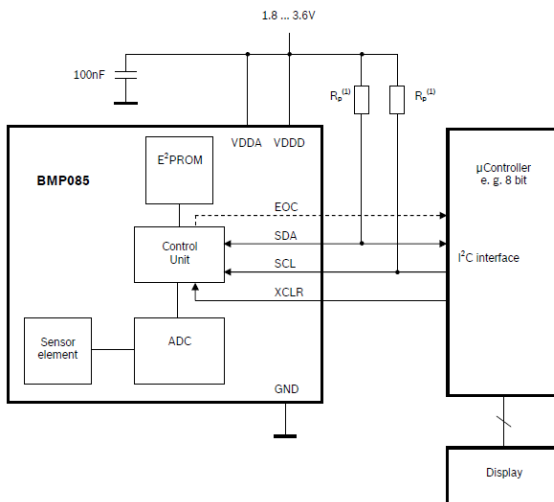 1.8 ... 3.6V
100nF
Rp(1)
Rp(1)
VDDA
VDDD
E2PROM
BMP085
µController
e. g. 8 bit
EOC
SDA
Control
Unit
SCL
I2C interface
XCLR
Sensor
element
ADC
GND
Display